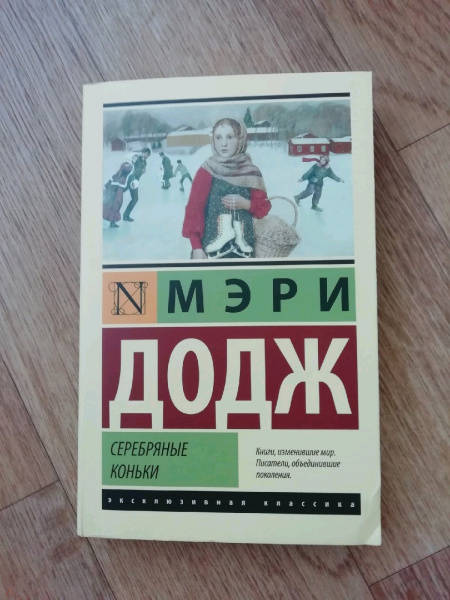 N МЭРИ
ДОДЖ
СЕРЕБРЯНЫЕ
КОНЬКИ
Книги, изменившие мир.
Писатели, объединившие
поколения.
эксклюзивная классика